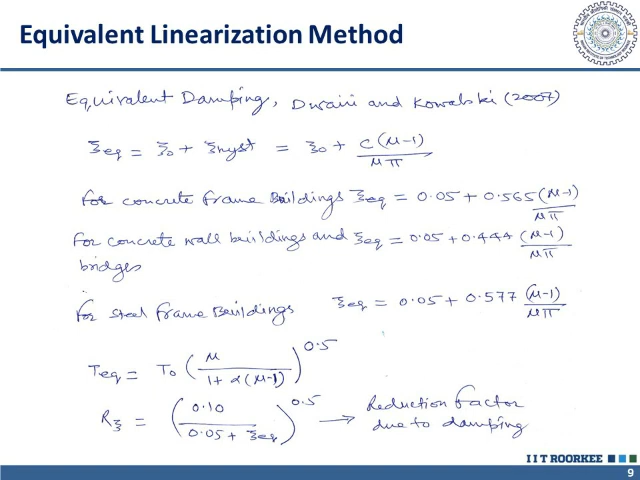 Equivalent Linearization Method
Equivalent Damping, Dwairi and Kowalski (2007)
ξeq = ξ0 + ξhyst = ξ0 + C(μ-1)/μπ
For concrete frame Buildings ξeq = 0.05 + 0.565 (μ-1)/μπ
For concrete wall buildings and ξeq = 0.05 + 0.444 (μ-1)/μπ
bridges
For steel frame Buildings ξeq = 0.05 + 0.577 (μ-1)/μπ
Teq = T0 (μ/1+α(μ-1))^0.5
Rξ = (0.10/0.05 + ξeq)^0.5 → Reduction Factor
due to damping
IIT ROORKEE
9